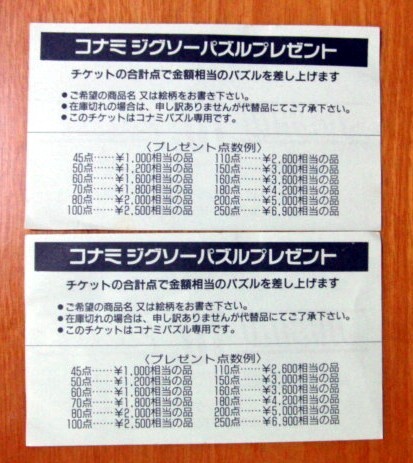 コナミ ジグソーパズルプレゼント
チケットの合計点で金額相当のパズルを差し上げます
●ご希望の商品名 又は絵柄をお書き下さい。
●在庫切れの場合は、申し訳ありませんが代替品にてご了承下さい。
●このチケットはコナミパズル専用です。
〈プレゼント点数例〉
45点……¥1,000相当の品 110点……¥2,600相当の品
50点……¥1,200相当の品 150点……¥3,000相当の品
60点……¥1,600相当の品 160点……¥3,600相当の品
70点……¥1,800相当の品 180点……¥4,200相当の品
80点……¥2,000相当の品 200点……¥5,000相当の品
100点……¥2,500相当の品 250点……¥6,900相当の品
コナミ ジグソーパズルプレゼント
チケットの合計点で金額相当のパズルを差し上げます
●ご希望の商品名 又は絵柄をお書き下さい。
●在庫切れの場合は、申し訳ありませんが代替品にてご了承下さい。
●このチケットはコナミパズル専用です。
〈プレゼント点数例〉
45点……¥1,000相当の品 110点……¥2,600相当の品
50点……¥1,200相当の品 150点……¥3,000相当の品
60点……¥1,600相当の品 160点……¥3,600相当の品
70点……¥1,800相当の品 180点……¥4,200相当の品
80点……¥2,000相当の品 200点……¥5,000相当の品
100点……¥2,500相当の品 250点……¥6,900相当の品